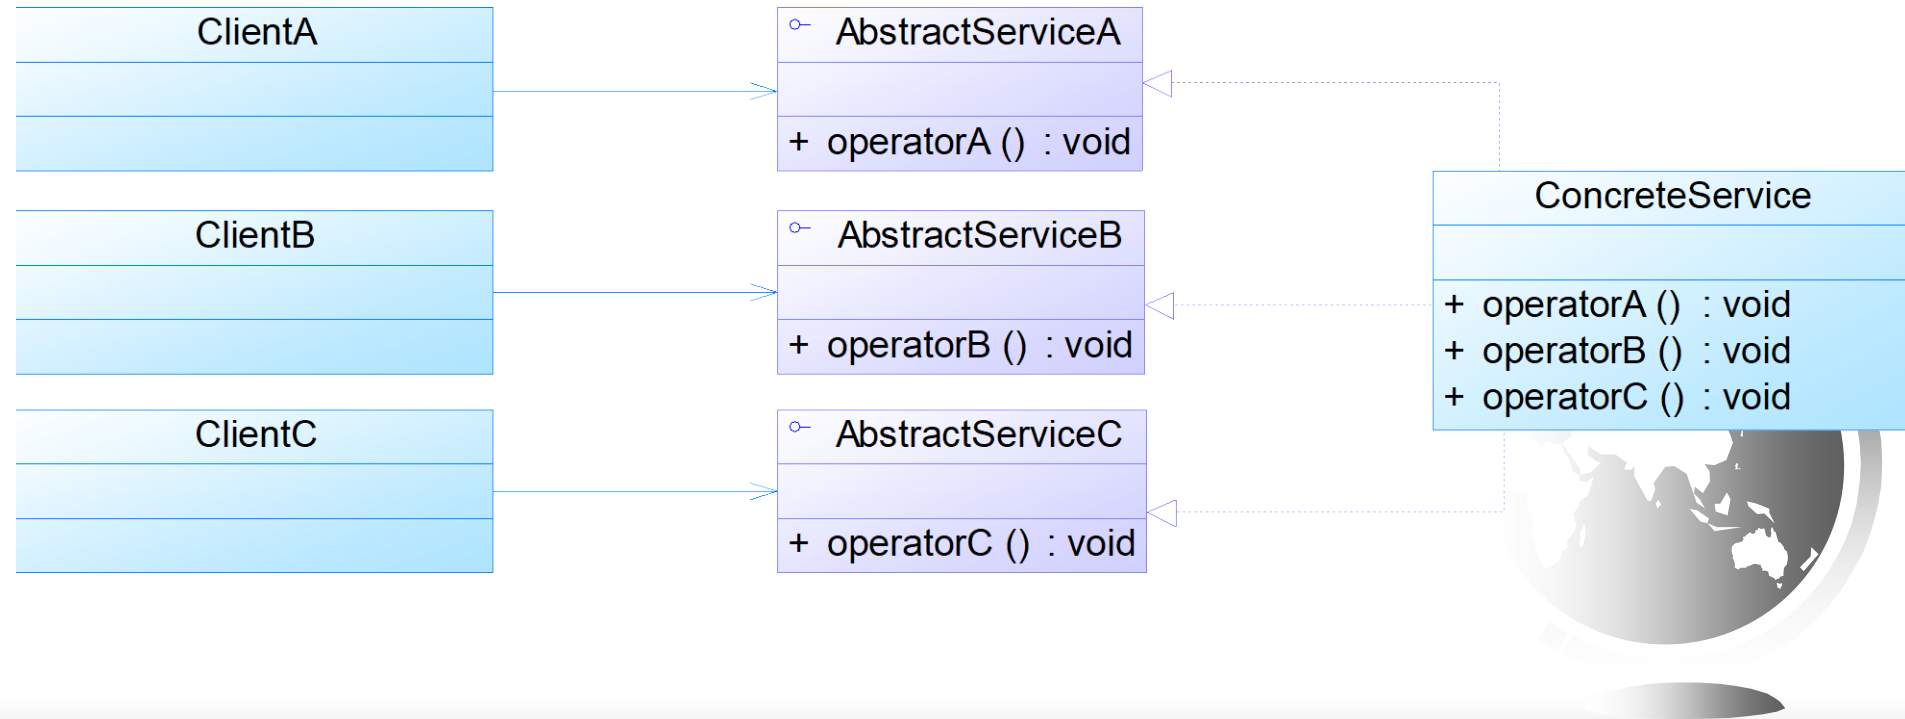 ClientA
AbstractServiceA
+ operatorA () : void
ClientB
AbstractServiceB
+ operatorB () : void
ClientC
AbstractServiceC
+ operatorC () : void
ConcreteService
+ operatorA () : void
+ operatorB () : void
+ operatorC () : void